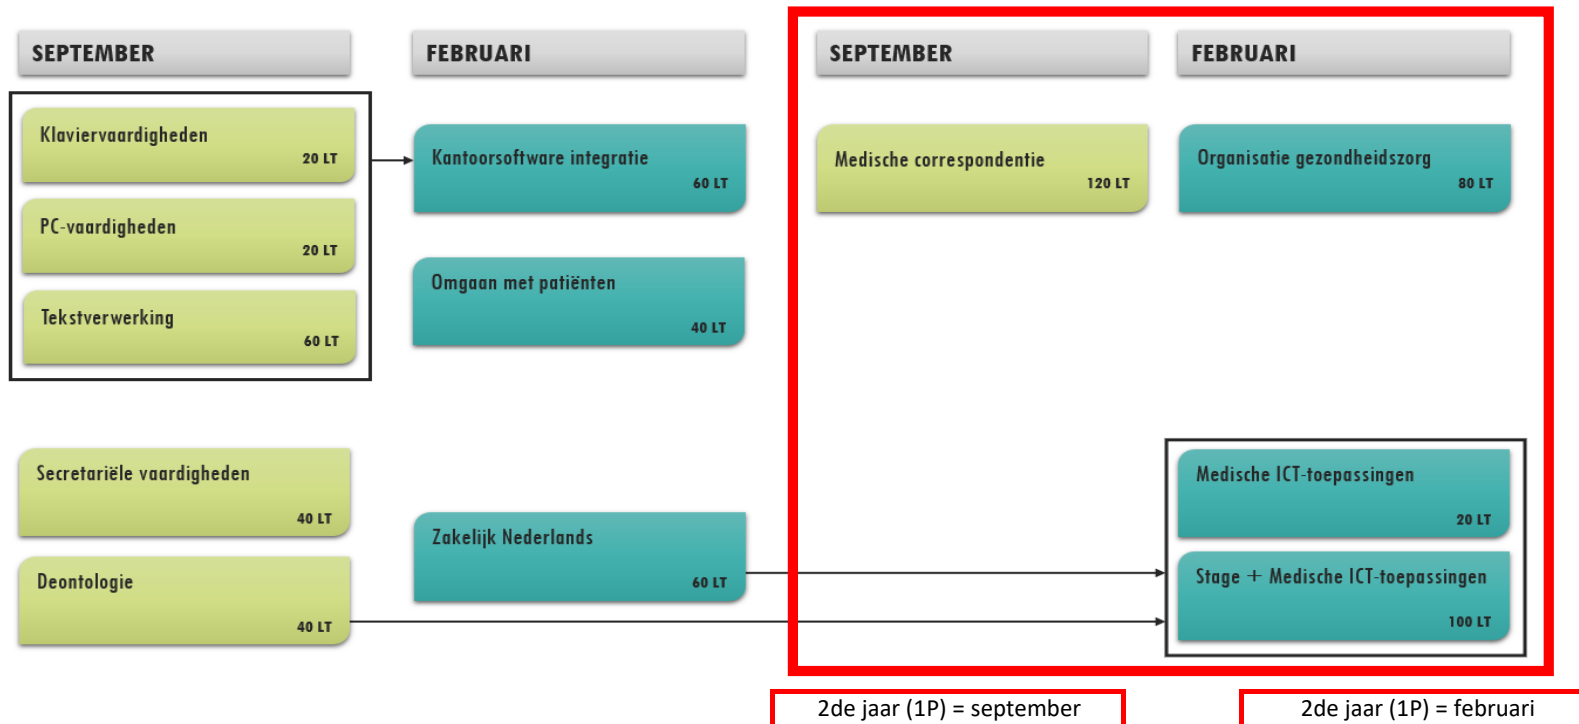 SEPTEMBER
FEBRUARI
SEPTEMBER
FEBRUARI
Klaviervaardigheden
20 LT
PC-vaardigheden
20 LT
Tekstverwerking
60 LT
Kantoorsoftware integratie
60 LT
Omgaan met patiënten
40 LT
Medische correspondentie
120 LT
Organisatie gezondheidszorg
80 LT
Secretariële vaardigheden
40 LT
Deontologie
40 LT
Zakelijk Nederlands
60 LT
Medische ICT-toepassingen
20 LT
Stage + Medische ICT-toepassingen
100 LT
2de jaar (1P) = september
2de jaar (1P) = februari